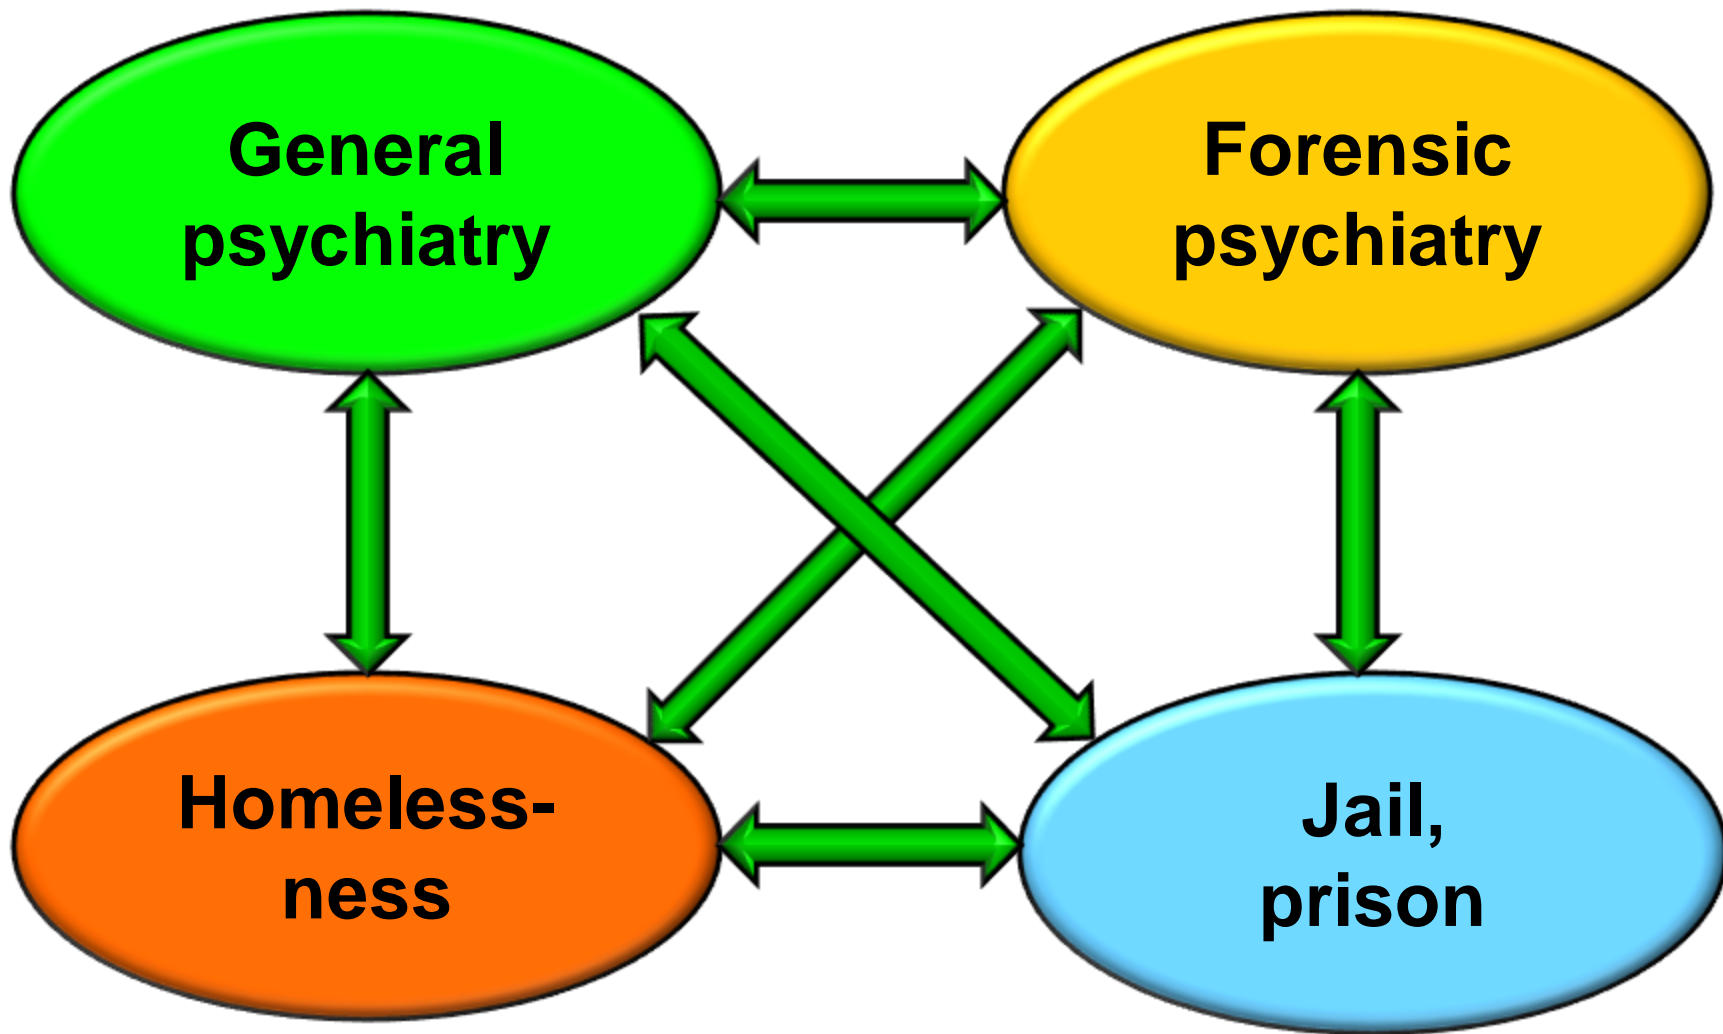 General
psychiatry
Forensic
psychiatry
Homeless-
ness
Jail,
prison